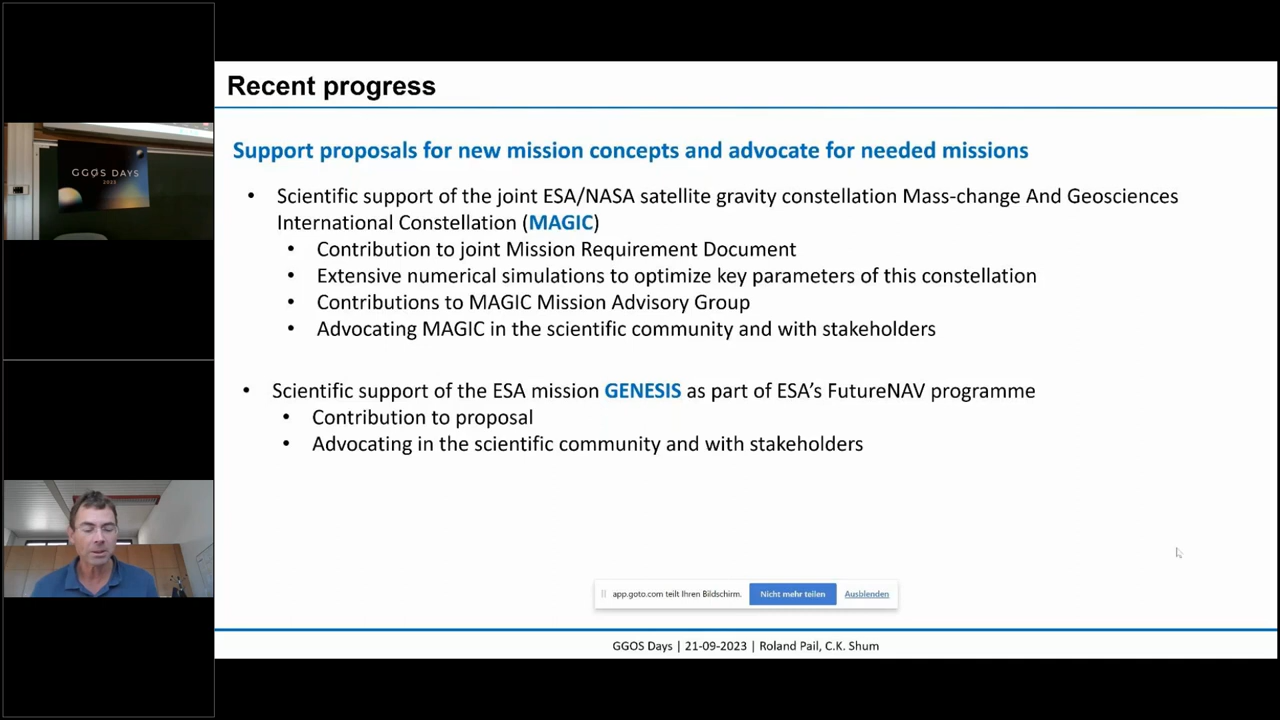 Recent progress
Support proposals for new mission concepts and advocate for needed missions
• Scientific support of the joint ESA/NASA satellite gravity constellation Mass-change And Geosciences
International Constellation (MAGIC)
• Contribution to joint Mission Requirement Document
• Extensive numerical simulations to optimize key parameters of this constellation
• Contributions to MAGIC Mission Advisory Group
• Advocating MAGIC in the scientific community and with stakeholders
• Scientific support of the ESA mission GENESIS as part of ESA's FutureNAV programme
• Contribution to proposal
• Advocating in the scientific community and with stakeholders
app.goto.com teilt Ihren Bildschirm. Nicht mehr teilen Ausblenden
GGOS Days | 21-09-2023 | Roland Pail, C.K. Shum
GGOS DAYS
2023